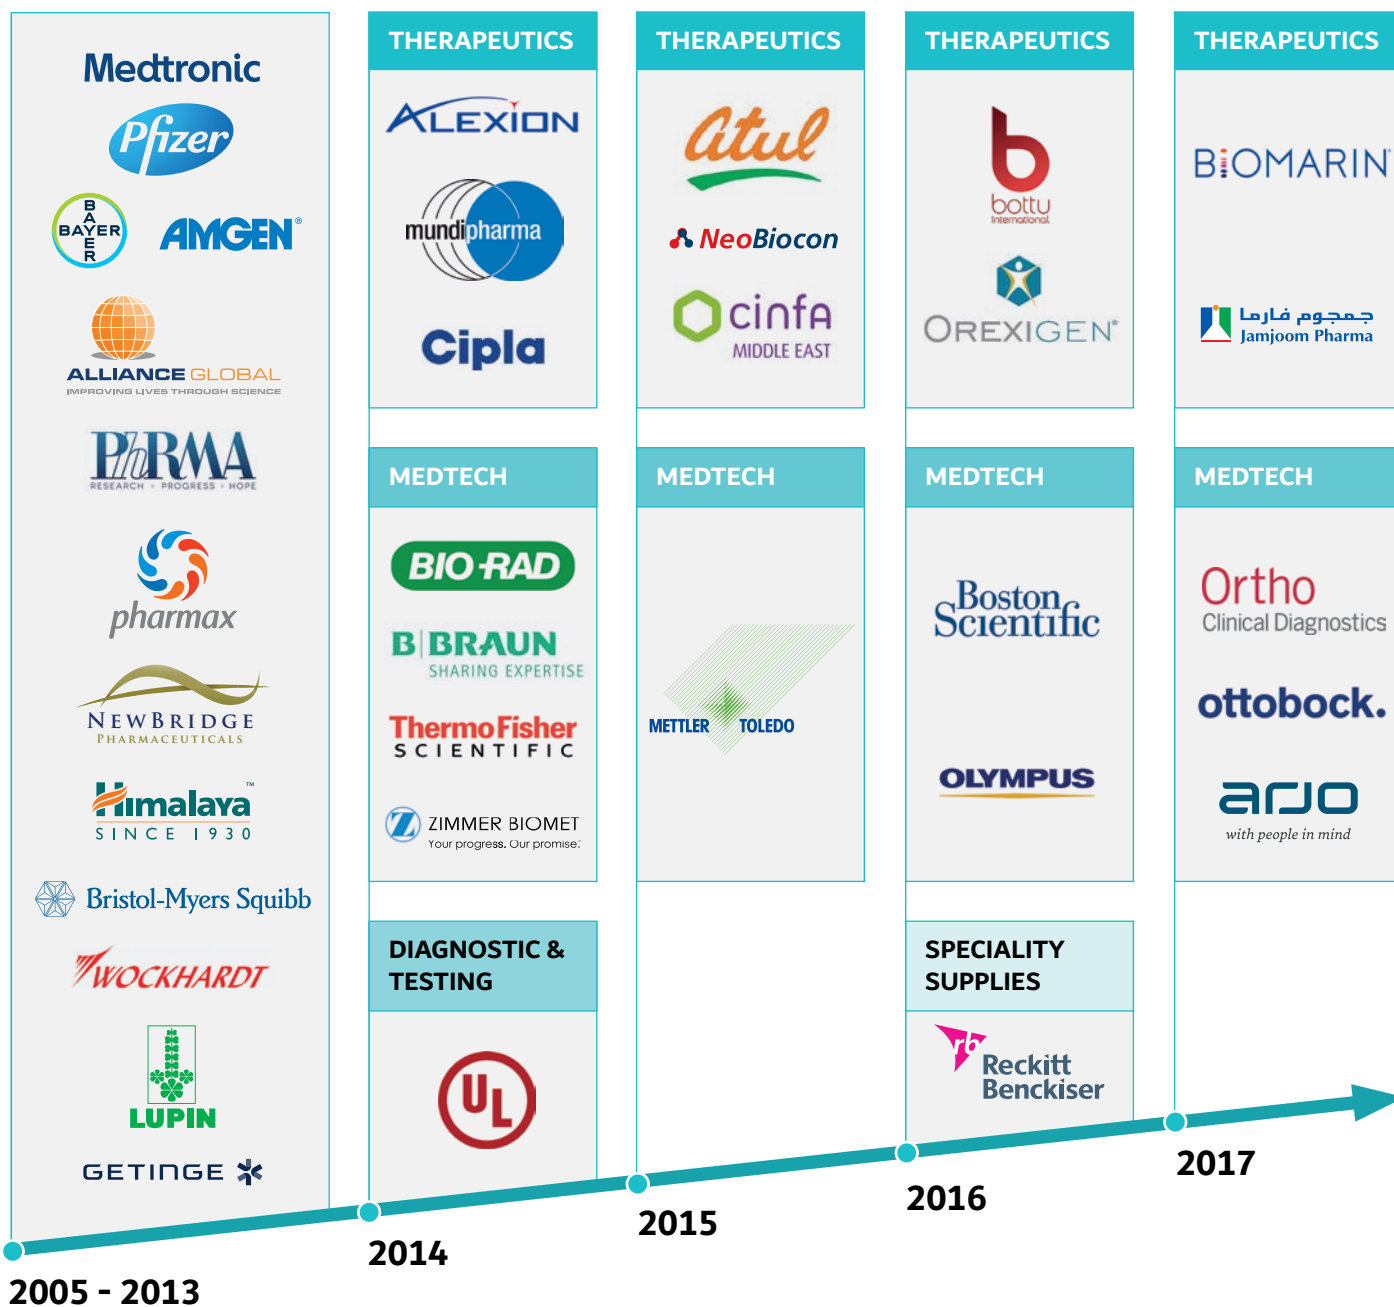 Medtronic
Pfizer
BAYER
BAYER
AMGEN®
ALLIANCE GLOBAL
IMPROVING LIVES THROUGH SCIENCE
PhRMA
RESEARCH • PROGRESS • HOPE
pharmax
NEWBRIDGE
PHARMACEUTICALS
Himalaya™
SINCE 1930
Bristol-Myers Squibb
WOCKHARDT
LUPIN
GETINGE
2005 - 2013
THERAPEUTICS
ALEXION
mundipharma
Cipla
MEDTECH
BIO-RAD
B|BRAUN
SHARING EXPERTISE
ThermoFisher
SCIENTIFIC
Z ZIMMER BIOMET
Your progress. Our promise.®
DIAGNOSTIC &
TESTING
UL
2014
THERAPEUTICS
atul
NeoBiocon
cinfa
MIDDLE EAST
MEDTECH
METTLER TOLEDO
2015
THERAPEUTICS
b
bottu
International
OREXIGEN®
MEDTECH
Boston
Scientific
OLYMPUS
SPECIALITY
SUPPLIES
rb
Reckitt
Benckiser
2016
THERAPEUTICS
BIOMARIN®
جمجوم فارما
Jamjoom Pharma
MEDTECH
Ortho
Clinical Diagnostics
ottobock.
arjo
with people in mind
2017